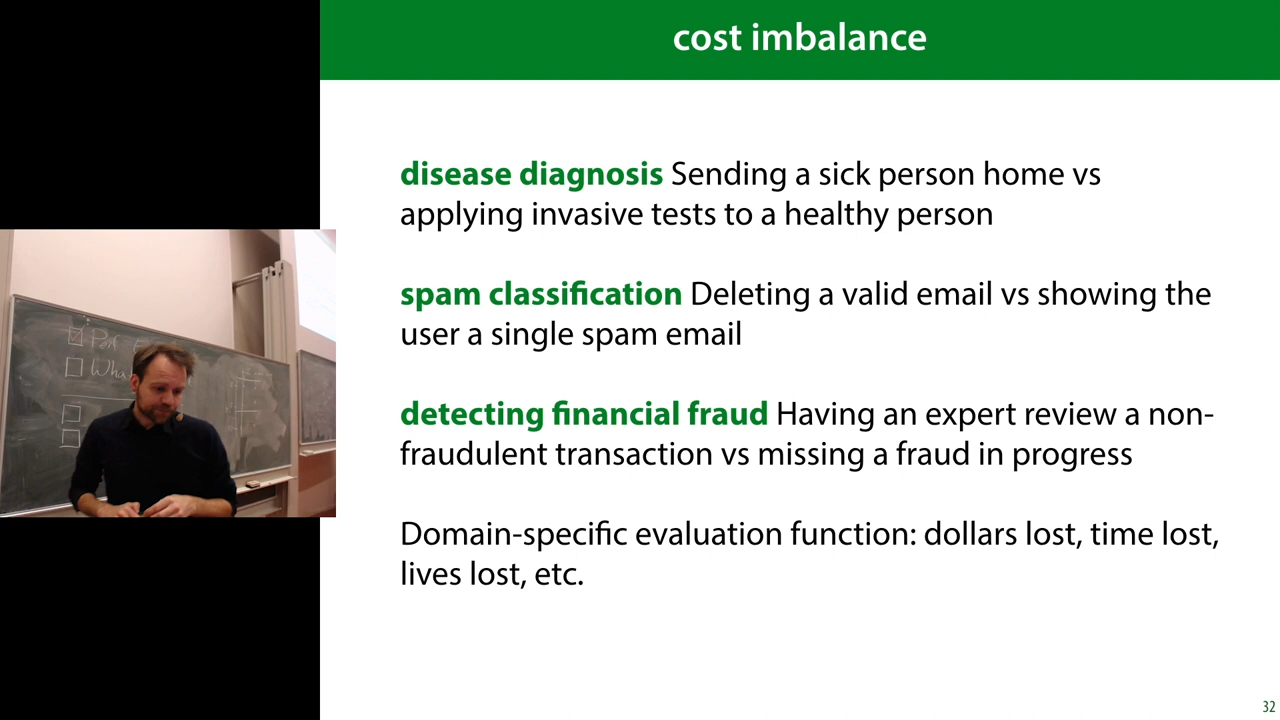 cost imbalance
disease diagnosis Sending a sick person home vs
applying invasive tests to a healthy person
spam classification Deleting a valid email vs showing the
user a single spam email
detecting financial fraud Having an expert review a non-
fraudulent transaction vs missing a fraud in progress
Domain-specific evaluation function: dollars lost, time lost,
lives lost, etc.
32